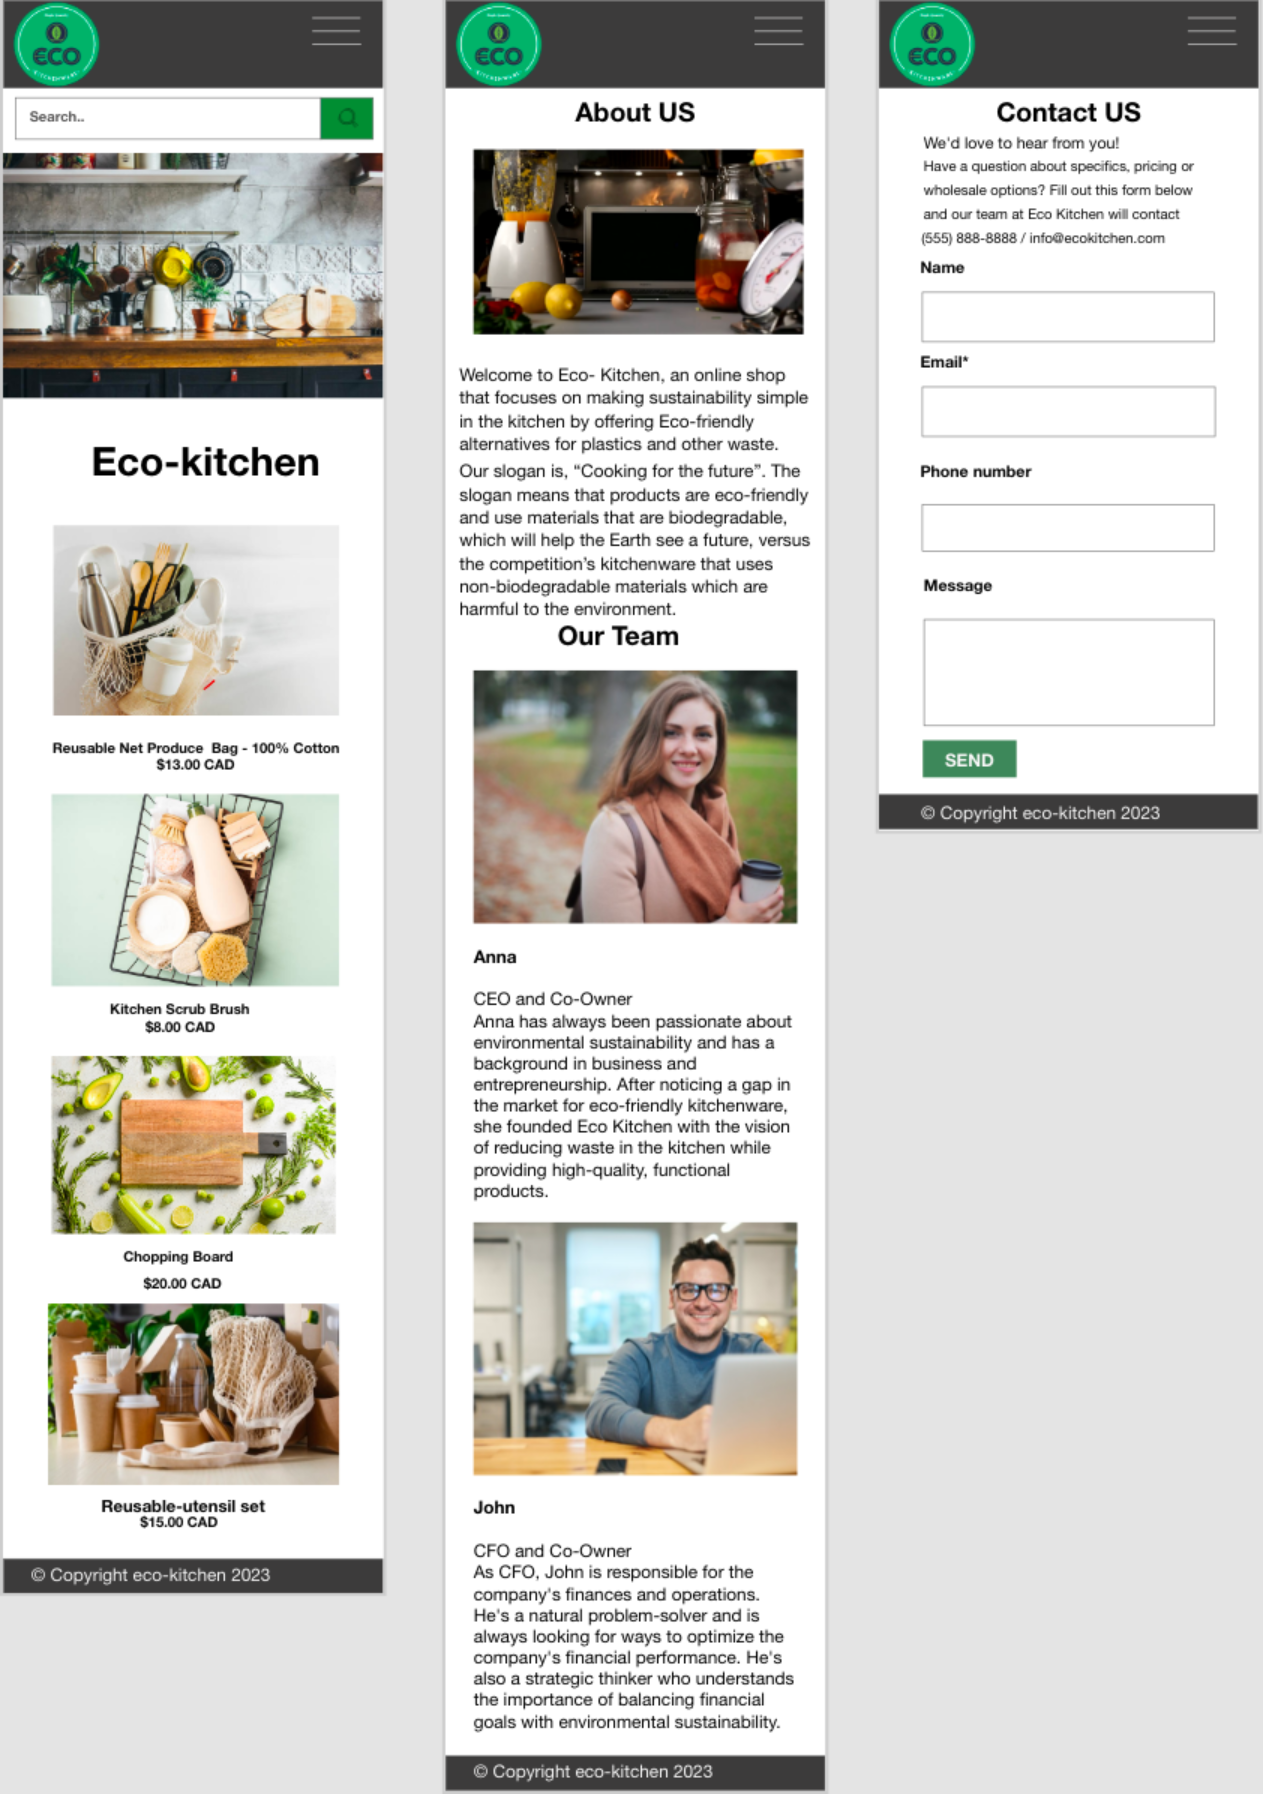 ECO
KITCHENWARE
Search..
Eco-kitchen
Reusable Net Produce Bag - 100% Cotton
$13.00 CAD
Kitchen Scrub Brush
$8.00 CAD
Chopping Board
$20.00 CAD
Reusable-utensil set
$15.00 CAD
© Copyright eco-kitchen 2023
ECO
KITCHENWARE
About US
Welcome to Eco- Kitchen, an online shop
that focuses on making sustainability simple
in the kitchen by offering Eco-friendly
alternatives for plastics and other waste.
Our slogan is, “Cooking for the future”. The
slogan means that products are eco-friendly
and use materials that are biodegradable,
which will help the Earth see a future, versus
the competition’s kitchenware that uses
non-biodegradable materials which are
harmful to the environment.
Our Team
Anna
CEO and Co-Owner
Anna has always been passionate about
environmental sustainability and has a
background in business and
entrepreneurship. After noticing a gap in
the market for eco-friendly kitchenware,
she founded Eco Kitchen with the vision
of reducing waste in the kitchen while
providing high-quality, functional
products.
John
CFO and Co-Owner
As CFO, John is responsible for the
company's finances and operations.
He's a natural problem-solver and is
always looking for ways to optimize the
company's financial performance. He's
also a strategic thinker who understands
the importance of balancing financial
goals with environmental sustainability.
© Copyright eco-kitchen 2023
ECO
KITCHENWARE
Contact US
We'd love to hear from you!
Have a question about specifics, pricing or
wholesale options? Fill out this form below
and our team at Eco Kitchen will contact
(555) 888-8888 / info@ecokitchen.com
Name
Email*
Phone number
Message
SEND
© Copyright eco-kitchen 2023